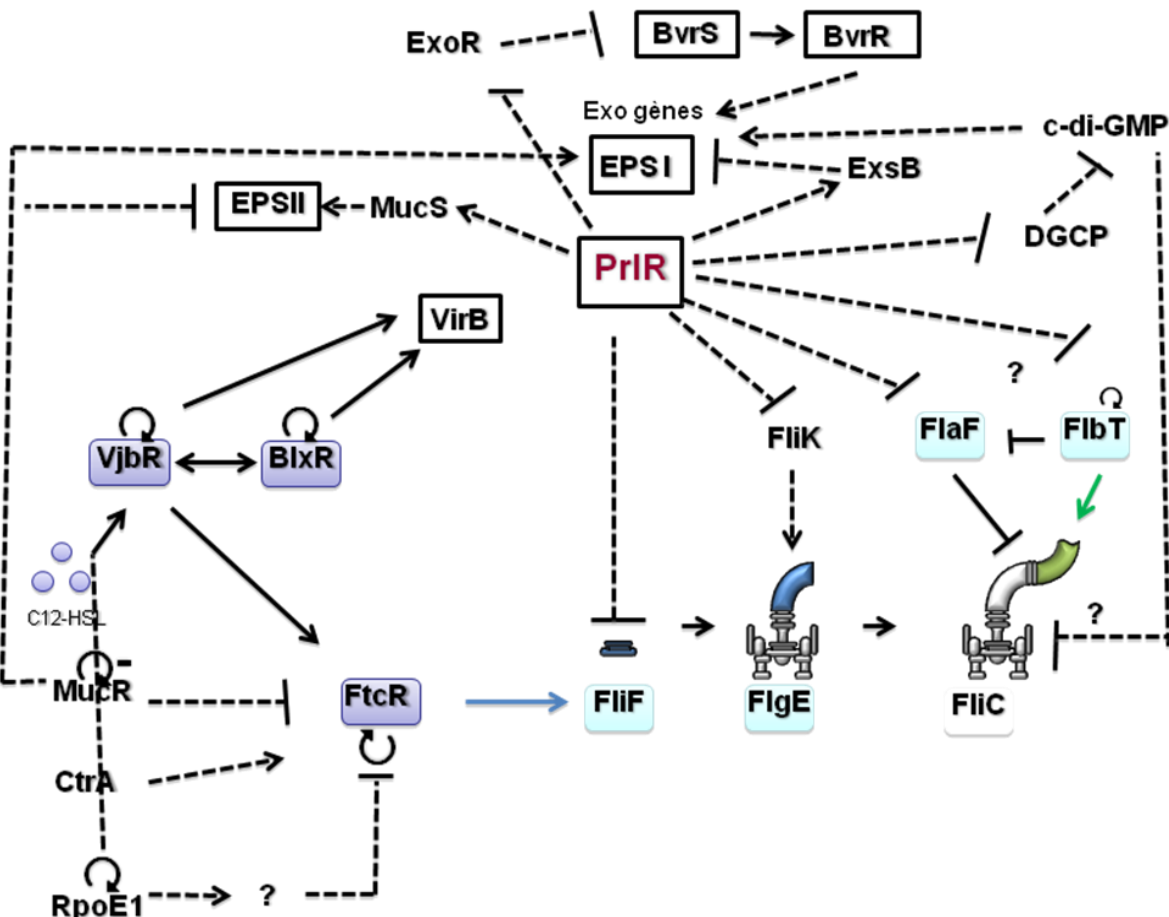 ExoR
BvrS
BvrR
Exo gènes
c-di-GMP
EPS I
ExsB
EPSII
MucS
DGCP
PrlR
VirB
?
FliK
FlaF
FlbT
VjbR
BlxR
C12-HSL
?
MucR
FtcR
FliF
FlgE
FliC
CtrA
RpoE1
?